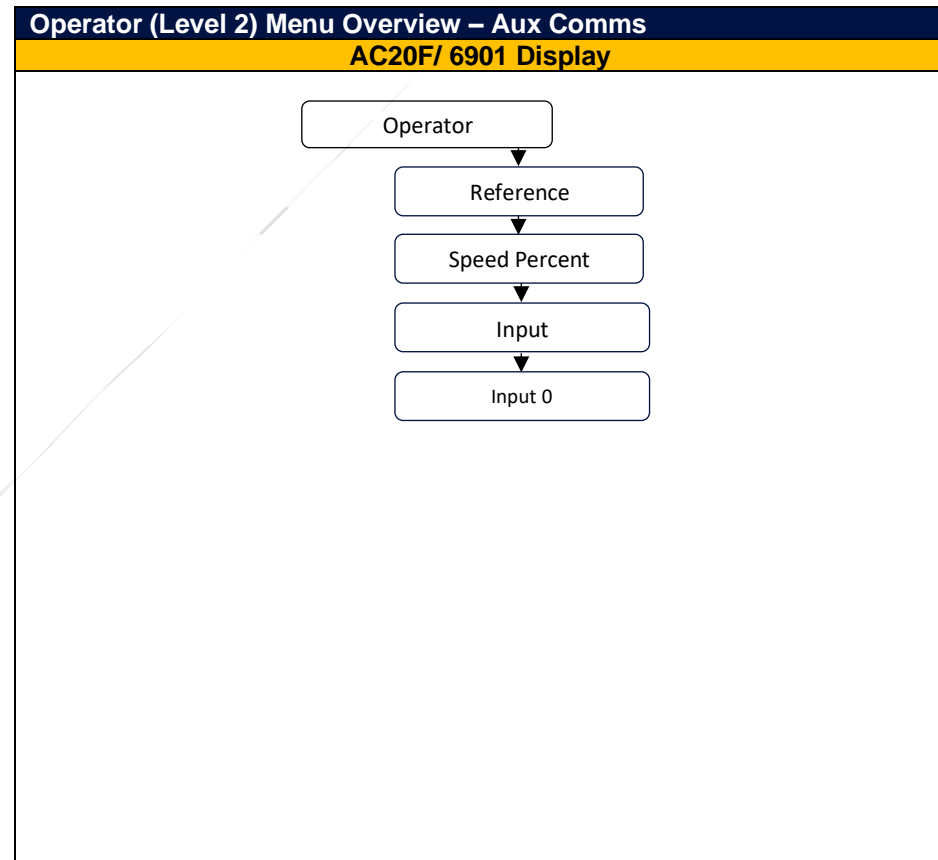 Operator (Level 2) Menu Overview – Aux Comms
AC20F/ 6901 Display
Operator
Reference
Speed Percent
Input
Input 0